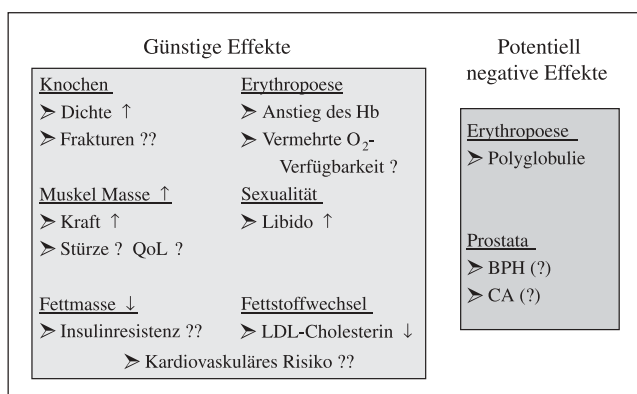 Günstige Effekte
Knochen
➤ Dichte ↑
➤ Frakturen ??
Erythropoese
➤ Anstieg des Hb
➤ Vermehrte O₂-
Verfügbarkeit ?
Muskel Masse ↑
➤ Kraft ↑
➤ Stürze ? QoL ?
Sexualität
➤ Libido ↑
Fettmasse ↓
➤ Insulinresistenz ??
Fettstoffwechsel
➤ LDL-Cholesterin ↓
➤ Kardiovaskuläres Risiko ??
Potentiell
negative Effekte
Erythropoese
➤ Polyglobulie
Prostata
➤ BPH (?)
➤ CA (?)